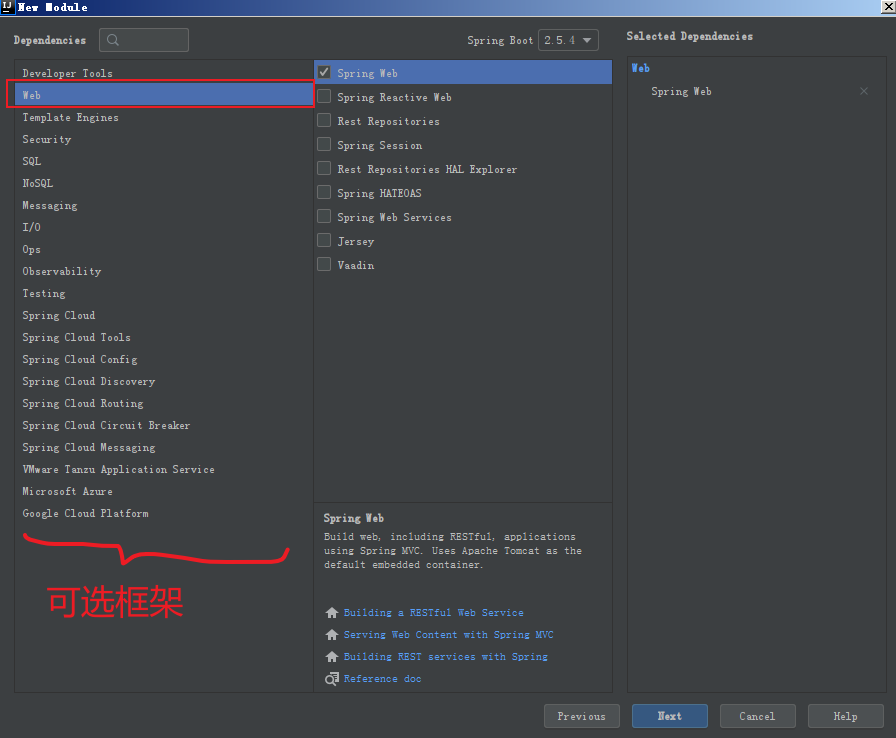 New Module
Dependencies
Spring Boot 2.5.4
Selected Dependencies
Developer Tools
Web
Template Engines
Security
SQL
NoSQL
Messaging
I/O
Ops
Observability
Testing
Spring Cloud
Spring Cloud Tools
Spring Cloud Config
Spring Cloud Discovery
Spring Cloud Routing
Spring Cloud Circuit Breaker
Spring Cloud Messaging
VMware Tanzu Application Service
Microsoft Azure
Google Cloud Platform
可选框架
Spring Web
Spring Reactive Web
Rest Repositories
Spring Session
Rest Repositories HAL Explorer
Spring HATEOAS
Spring Web Services
Jersey
Vaadin
Spring Web
Build web, including RESTful, applications
using Spring MVC. Uses Apache Tomcat as the
default embedded container.
Building a RESTful Web Service
Serving Web Content with Spring MVC
Building REST services with Spring
Reference doc
Web
Spring Web
Previous
Next
Cancel
Help